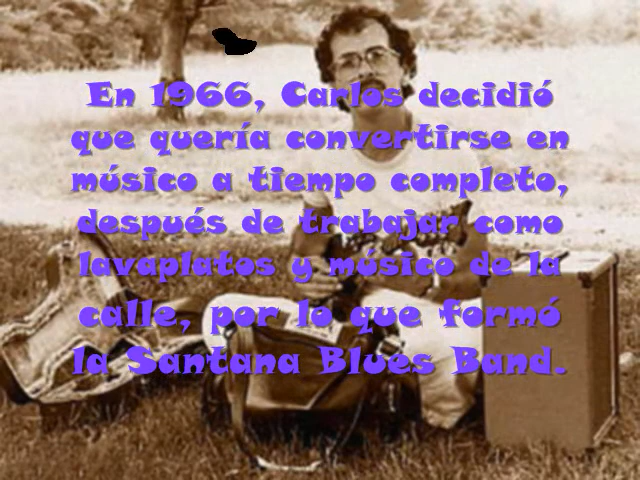 En 1966, Carlos decidió
que quería convertirse en
músico a tiempo completo,
después de trabajar como
lavaplatos y músico de la
calle, por lo que formó
la Santana Blues Band.